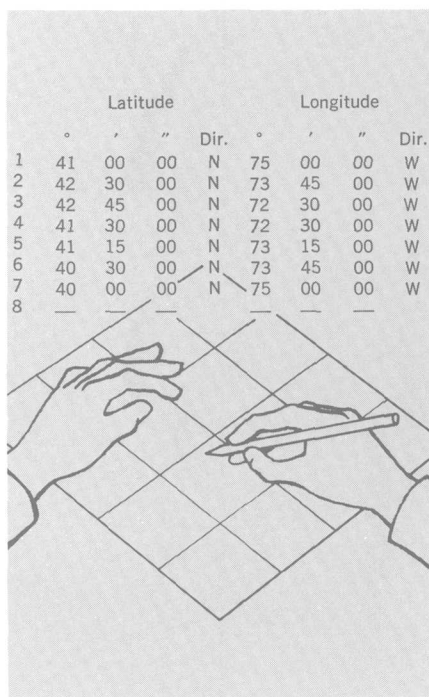 Latitude Longitude
° ′ ″ Dir. ° ′ ″ Dir.
1 41 00 00 N 75 00 00 W
2 42 30 00 N 73 45 00 W
3 42 45 00 N 72 30 00 W
4 41 30 00 N 72 30 00 W
5 41 15 00 N 73 15 00 W
6 40 30 00 N 73 45 00 W
7 40 00 00 N 75 00 00 W
8 — — — — — —